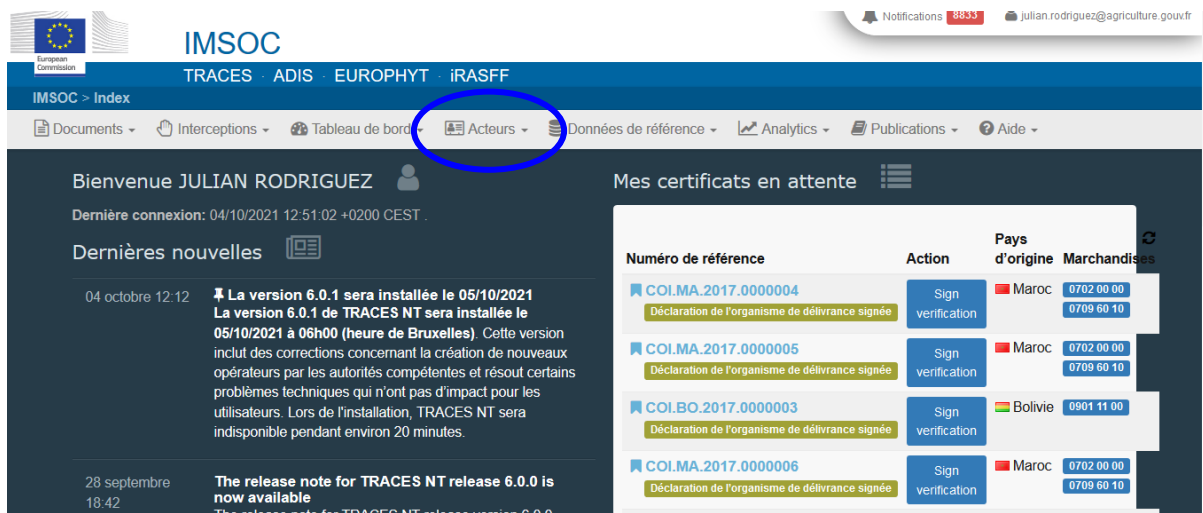 Notifications 8833 julian.rodriguez@agriculture.gouv.fr
European
Commission
IMSOC
TRACES · ADIS · EUROPHYT · iRASFF
IMSOC > Index
Documents Interceptions Tableau de bord Acteurs Données de référence Analytics Publications Aide
Bienvenue JULIAN RODRIGUEZ
Dernière connexion: 04/10/2021 12:51:02 +0200 CEST .
Dernières nouvelles
04 octobre 12:12
La version 6.0.1 sera installée le 05/10/2021
La version 6.0.1 de TRACES NT sera installée le
05/10/2021 à 06h00 (heure de Bruxelles). Cette version
inclut des corrections concernant la création de nouveaux
opérateurs par les autorités compétentes et résout certains
problèmes techniques qui n'ont pas d'impact pour les
utilisateurs. Lors de l'installation, TRACES NT sera
indisponible pendant environ 20 minutes.
28 septembre
18:42
The release note for TRACES NT release 6.0.0 is
now available
The release note for TRACES NT release version 6.0.0
Mes certificats en attente
Numéro de référence Action Pays d'origine Marchandises
COI.MA.2017.0000004
Déclaration de l'organisme de délivrance signée
Sign
verification
Maroc
0702 00 00
0709 60 10
COI.MA.2017.0000005
Déclaration de l'organisme de délivrance signée
Sign
verification
Maroc
0702 00 00
0709 60 10
COI.BO.2017.0000003
Déclaration de l'organisme de délivrance signée
Sign
verification
Bolivie
0901 11 00
COI.MA.2017.0000006
Déclaration de l'organisme de délivrance signée
Sign
verification
Maroc
0702 00 00
0709 60 10